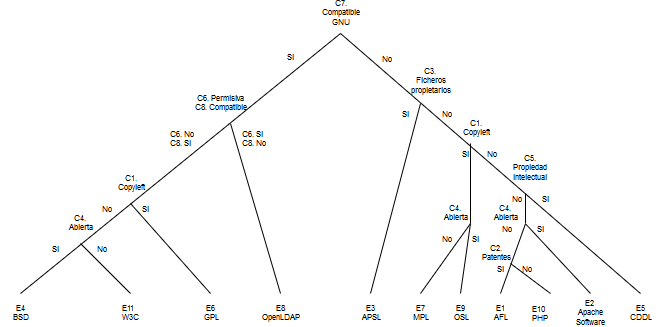 C7.
Compatible
GNU
SI
No
C3.
Ficheros
propietarios
C6. Permisiva
C8. Compatible
SI
No
C1.
Copyleft
C6. No
C8. SI
C6. SI
C8. No
SI
No
C5.
Propiedad
Intelectual
C1.
Copyleft
No
SI
No
SI
C4.
Abierta
C4.
Abierta
C4.
Abierta
SI
No
No
SI
No
SI
C2.
Patentes
SI
No
E4
BSD
E11
W3C
E6
GPL
E8
OpenLDAP
E3
APSL
E7
MPL
E9
OSL
E1
AFL
E10
PHP
E2
Apache
Software
E5
CDDL